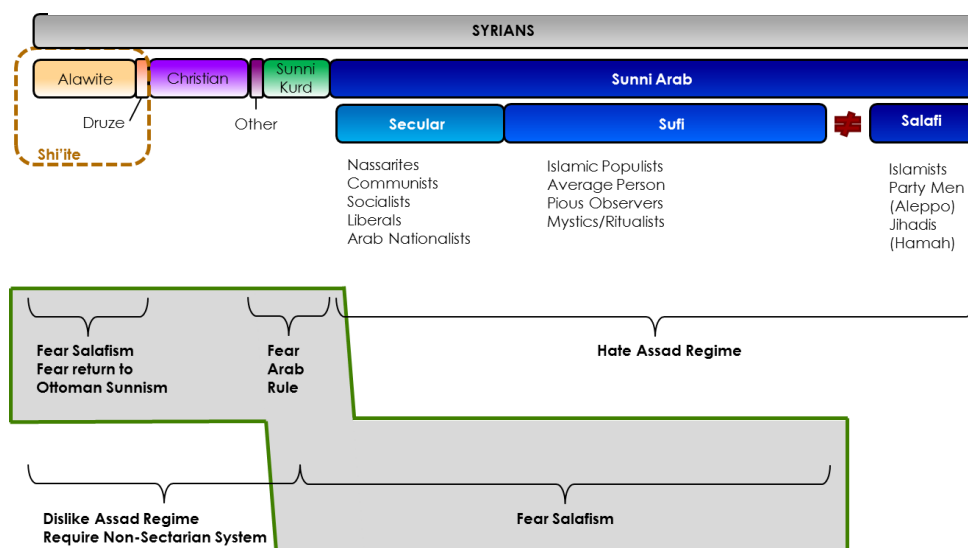 SYRIANS
Alawite
Christian
Sunni
Kurd
Sunni Arab
Druze
Other
Shi'ite
Secular
Sufi
≠
Salafi
Nassarites
Communists
Socialists
Liberals
Arab Nationalists
Islamic Populists
Average Person
Pious Observers
Mystics/Ritualists
Islamists
Party Men
(Aleppo)
Jihadis
(Hamah)
Fear Salafism
Fear return to
Ottoman Sunnism
Fear
Arab
Rule
Hate Assad Regime
Dislike Assad Regime
Require Non-Sectarian System
Fear Salafism